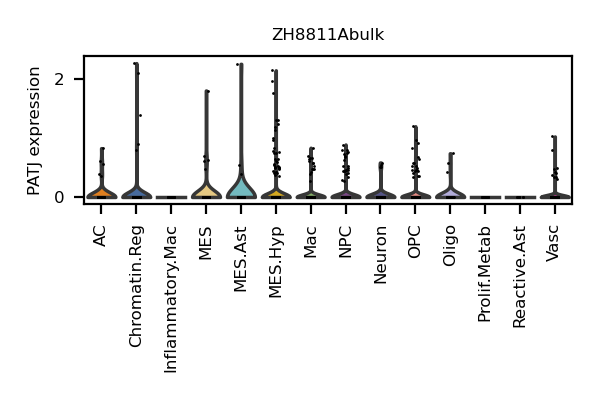 ZH8811Abulk
PATJ expression
2
0
AC
Chromatin.Reg
Inflammatory.Mac
MES
MES.Ast
MES.Hyp
Mac
NPC
Neuron
OPC
Oligo
Prolif.Metab
Reactive.Ast
Vasc